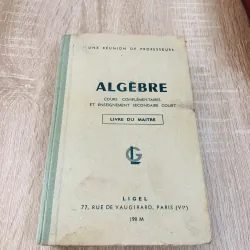 UNE RÉUNION DE PROFESSEURS
ALGÈBRE
COURS COMPLÉMENTAIRES
ET ENSEIGNEMENT SECONDAIRE COURT
LIVRE DU MAITRE
LIGEL
77, RUE DE VAUGIRARD, PARIS (VIe)
198 M